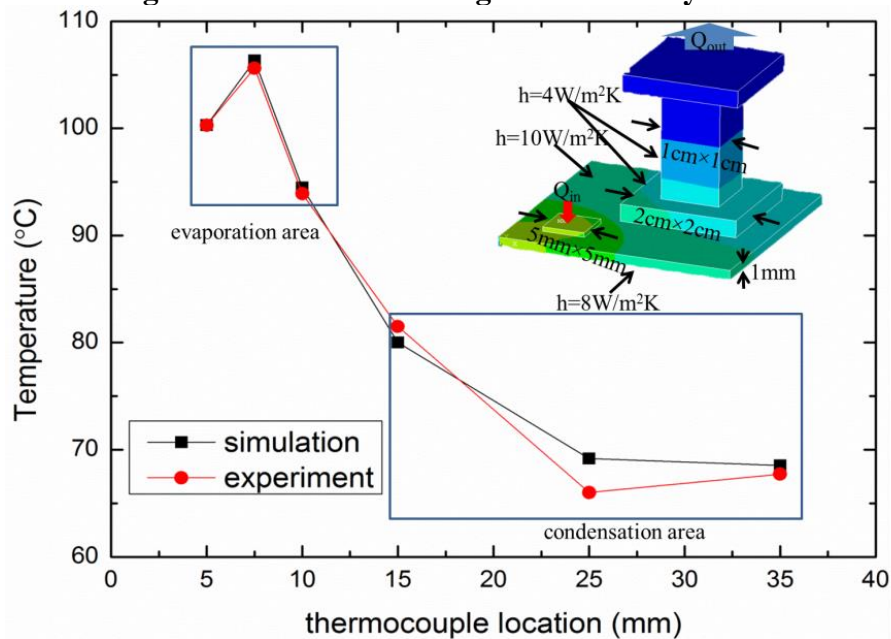 110
100
90
80
70
60
Temperature (°C)
0
5
10
15
20
25
30
35
40
thermocouple location (mm)
evaporation area
condensation area
simulation
experiment
Qout
h=4W/m²K
h=10W/m²K
1cm×1cm
Qin
2cm×2cm
5mm×5mm
1mm
h=8W/m²K